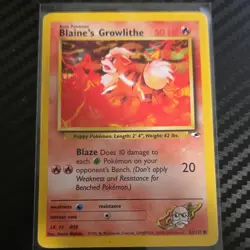 Basic Pokémon
Blaine's Growlithe
50 HP
Puppy Pokemon. Length: 2' 4", Weight: 42 lbs.
Blaze Does 10 damage to
each Pokémon on your
opponent's Bench. (Don't apply
Weakness and Resistance for
Benched Pokémon.)
20
weakness
resistance
retreat cost